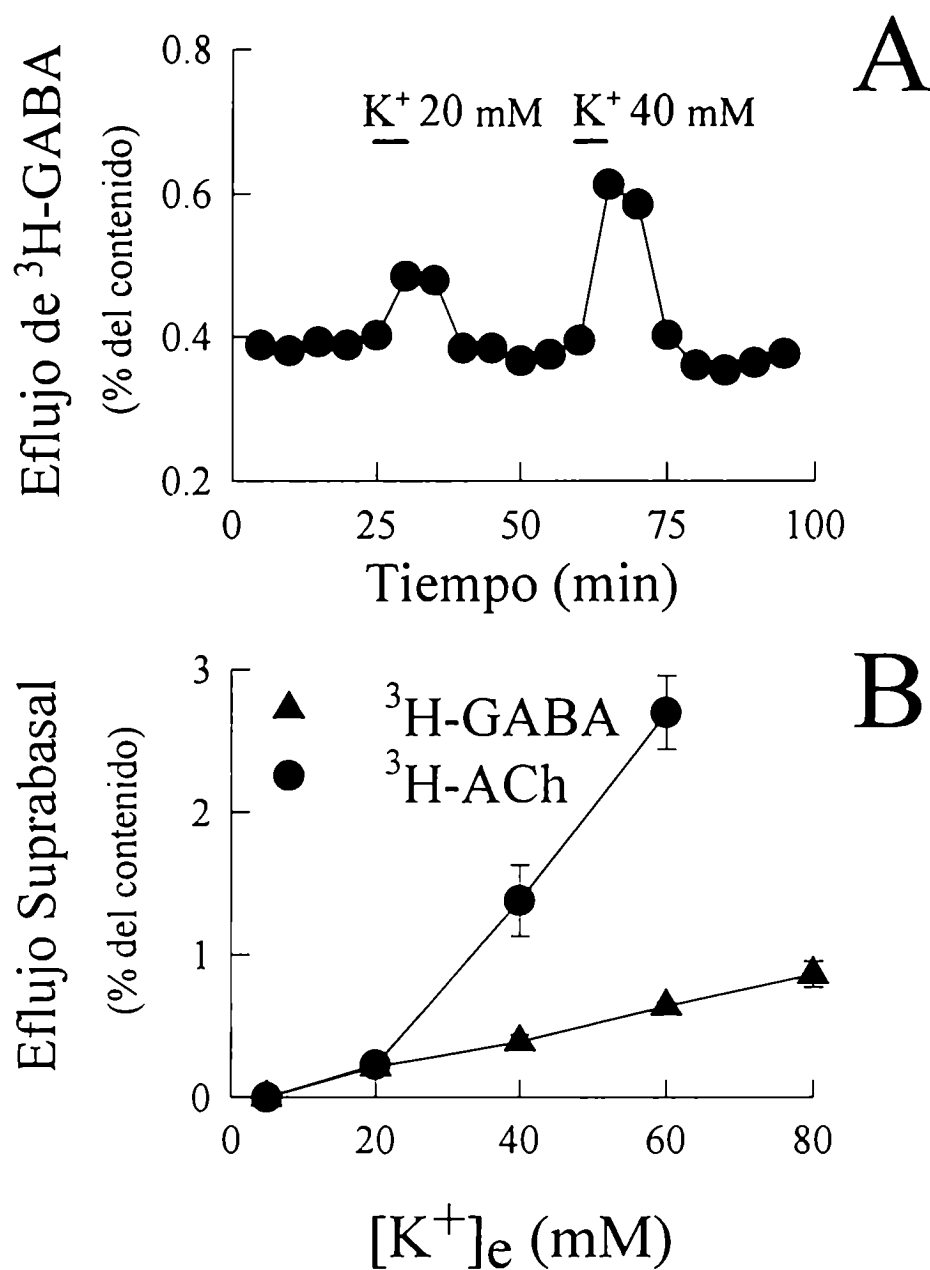 A
Eflujo de ³H-GABA
(% del contenido)
0.8
0.6
0.4
0.2
K⁺ 20 mM
K⁺ 40 mM
0 25 50 75 100
Tiempo (min)
B
Eflujo Suprabasal
(% del contenido)
3
2
1
0
³H-GABA
³H-ACh
0 20 40 60 80
[K⁺]e (mM)